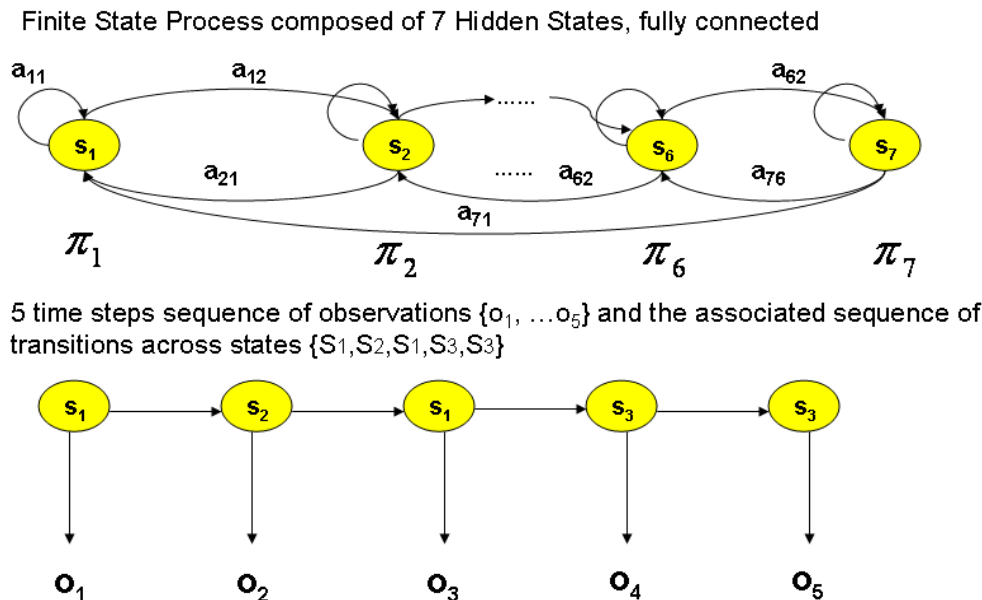 Finite State Process composed of 7 Hidden States, fully connected
a11 a12 a62
...... 
s1 s2 s6 s7
a21 ...... a62 a76
a71
π1 π2 π6 π7
5 time steps sequence of observations {o1, ...o5} and the associated sequence of
transitions across states {S1,S2,S1,S3,S3}
s1 s2 s1 s3 s3
o1 o2 o3 o4 o5